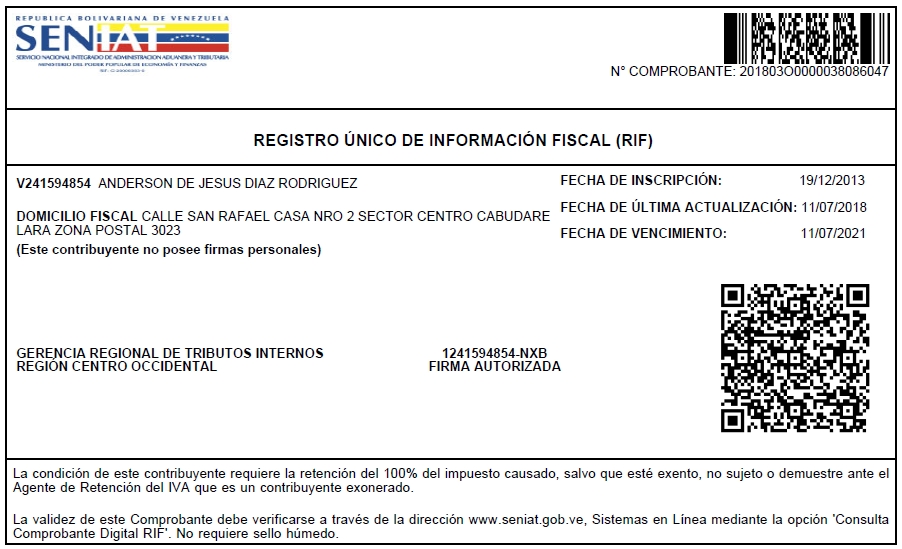 REPUBLICA BOLIVARIANA DE VENEZUELA
SENIAT
SERVICIO NACIONAL INTEGRADO DE ADMINISTRACION ADUANERA Y TRIBUTARIA
MINISTERIO DEL PODER POPULAR DE ECONOMÍA Y FINANZAS
N° COMPROBANTE: 201803O0000038086047
REGISTRO ÚNICO DE INFORMACIÓN FISCAL (RIF)
V241594854 ANDERSON DE JESUS DIAZ RODRIGUEZ
FECHA DE INSCRIPCIÓN: 19/12/2013
DOMICILIO FISCAL CALLE SAN RAFAEL CASA NRO 2 SECTOR CENTRO CABUDARE
LARA ZONA POSTAL 3023
FECHA DE ÚLTIMA ACTUALIZACIÓN: 11/07/2018
FECHA DE VENCIMIENTO: 11/07/2021
(Este contribuyente no posee firmas personales)
GERENCIA REGIONAL DE TRIBUTOS INTERNOS
REGIÓN CENTRO OCCIDENTAL
1241594854-NXB
FIRMA AUTORIZADA
La condición de este contribuyente requiere la retención del 100% del impuesto causado, salvo que esté exento, no sujeto o demuestre ante el
Agente de Retención del IVA que es un contribuyente exonerado.
La validez de este Comprobante debe verificarse a través de la dirección www.seniat.gob.ve, Sistemas en Línea mediante la opción 'Consulta
Comprobante Digital RIF'. No requiere sello húmedo.